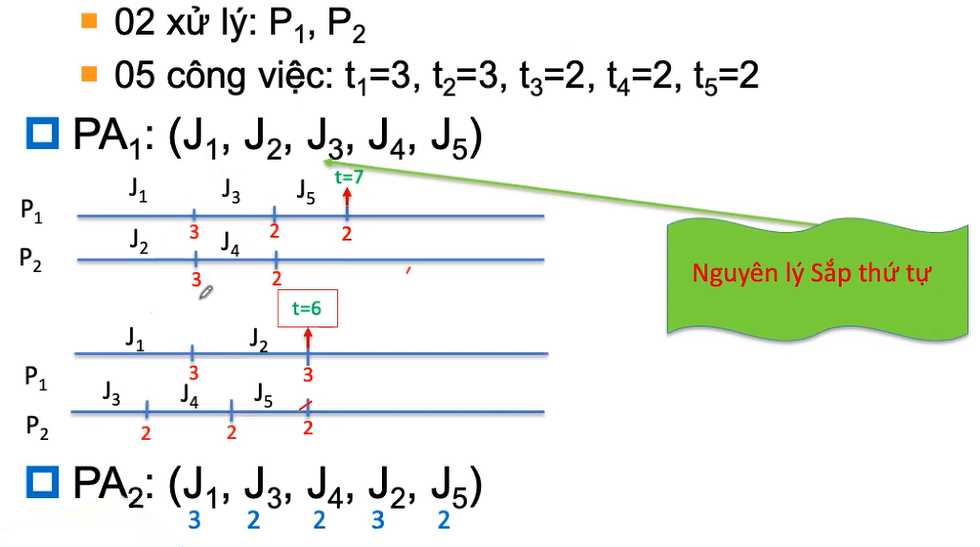 02 xử lý: P₁, P₂
05 công việc: t₁=3, t₂=3, t₃=2, t₄=2, t₅=2
PA₁: (J₁, J₂, J₃, J₄, J₅)
J₁ J₃ J₅ t=7
P₁
3 2 2
J₂ J₄
P₂
3 2
Nguyên lý Sắp thứ tự
t=6
J₁ J₂
P₁
3 3
J₃ J₄ J₅
P₂
2 2 2
PA₂: (J₁, J₃, J₄, J₂, J₅)
3 2 2 3 2